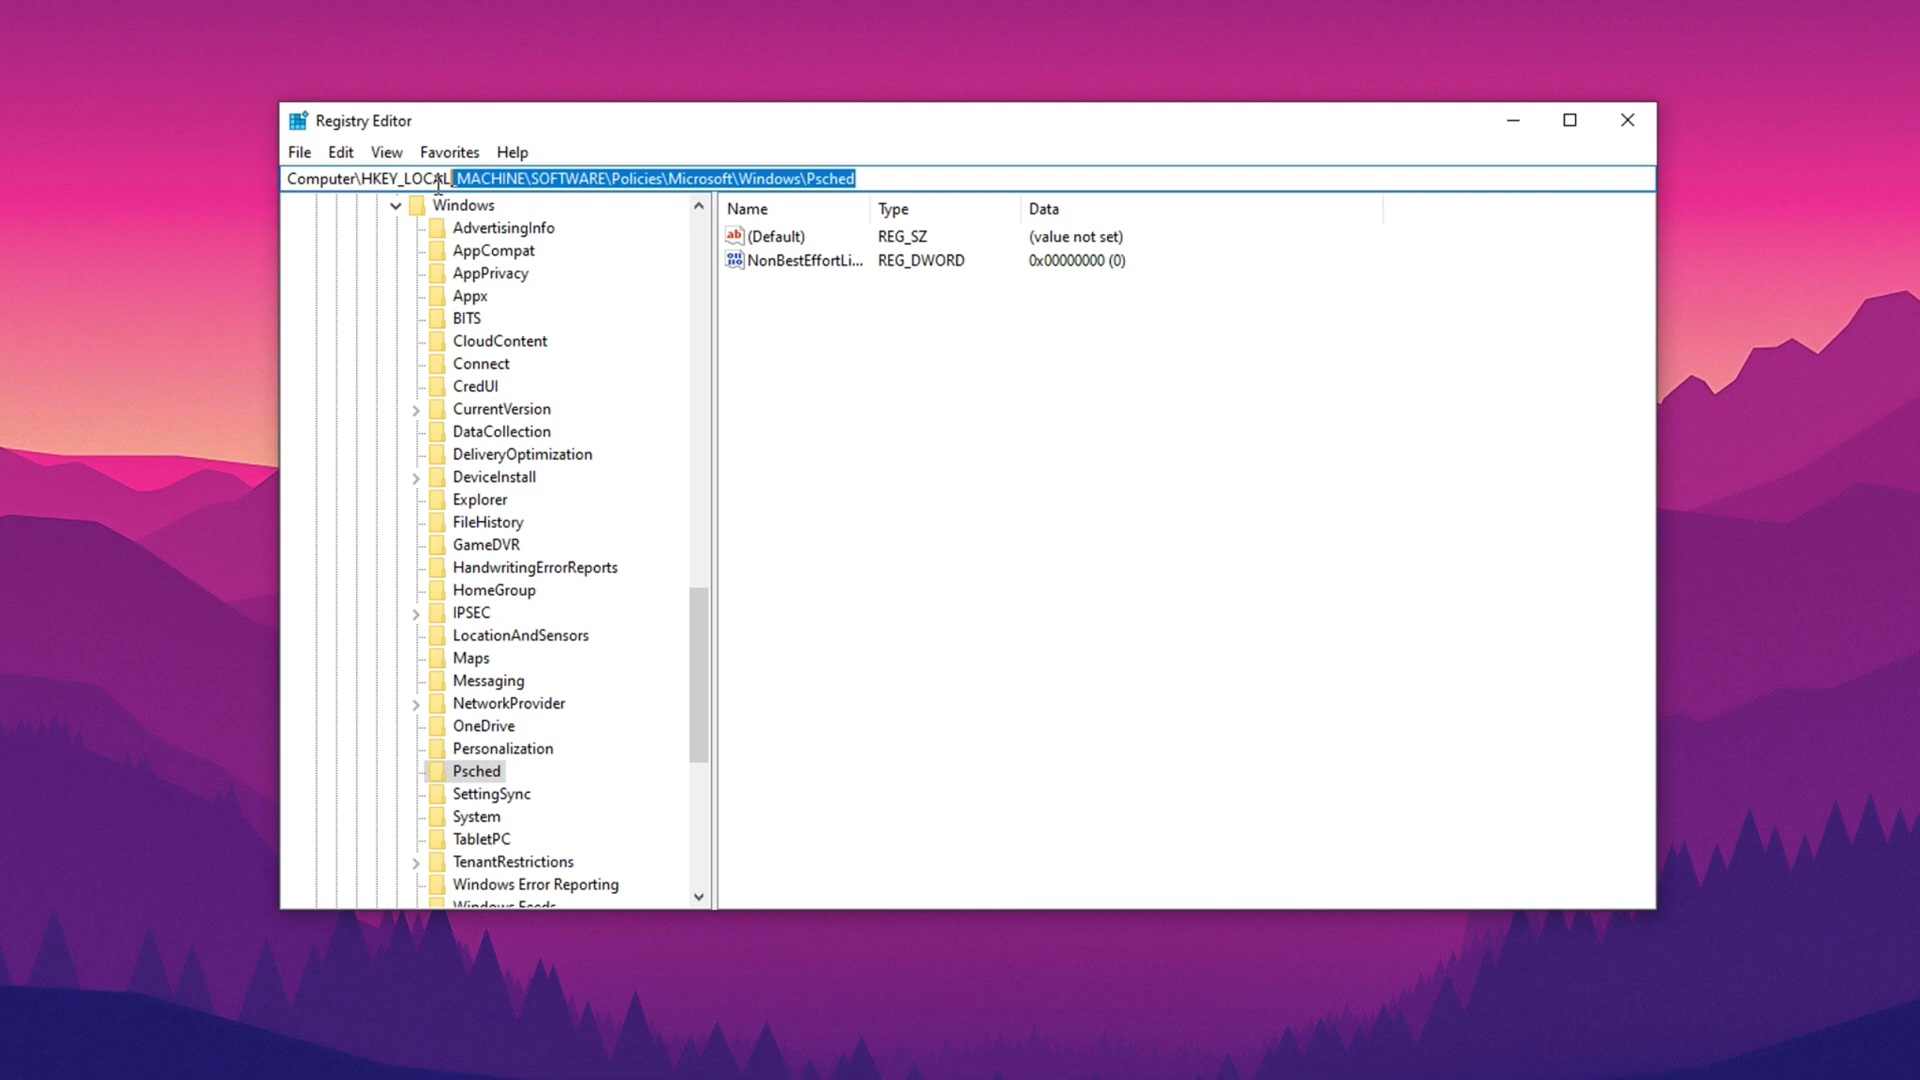 Registry Editor
File Edit View Favorites Help
Computer\HKEY_LOCAL_MACHINE\SOFTWARE\Policies\Microsoft\Windows\Psched
Windows
AdvertisingInfo
AppCompat
AppPrivacy
Appx
BITS
CloudContent
Connect
CredUI
CurrentVersion
DataCollection
DeliveryOptimization
DeviceInstall
Explorer
FileHistory
GameDVR
HandwritingErrorReports
HomeGroup
IPSEC
LocationAndSensors
Maps
Messaging
NetworkProvider
OneDrive
Personalization
Psched
SettingSync
System
TabletPC
TenantRestrictions
Windows Error Reporting
Windows Feeds
Name Type Data
(Default) REG_SZ (value not set)
NonBestEffortLi... REG_DWORD 0x00000000 (0)